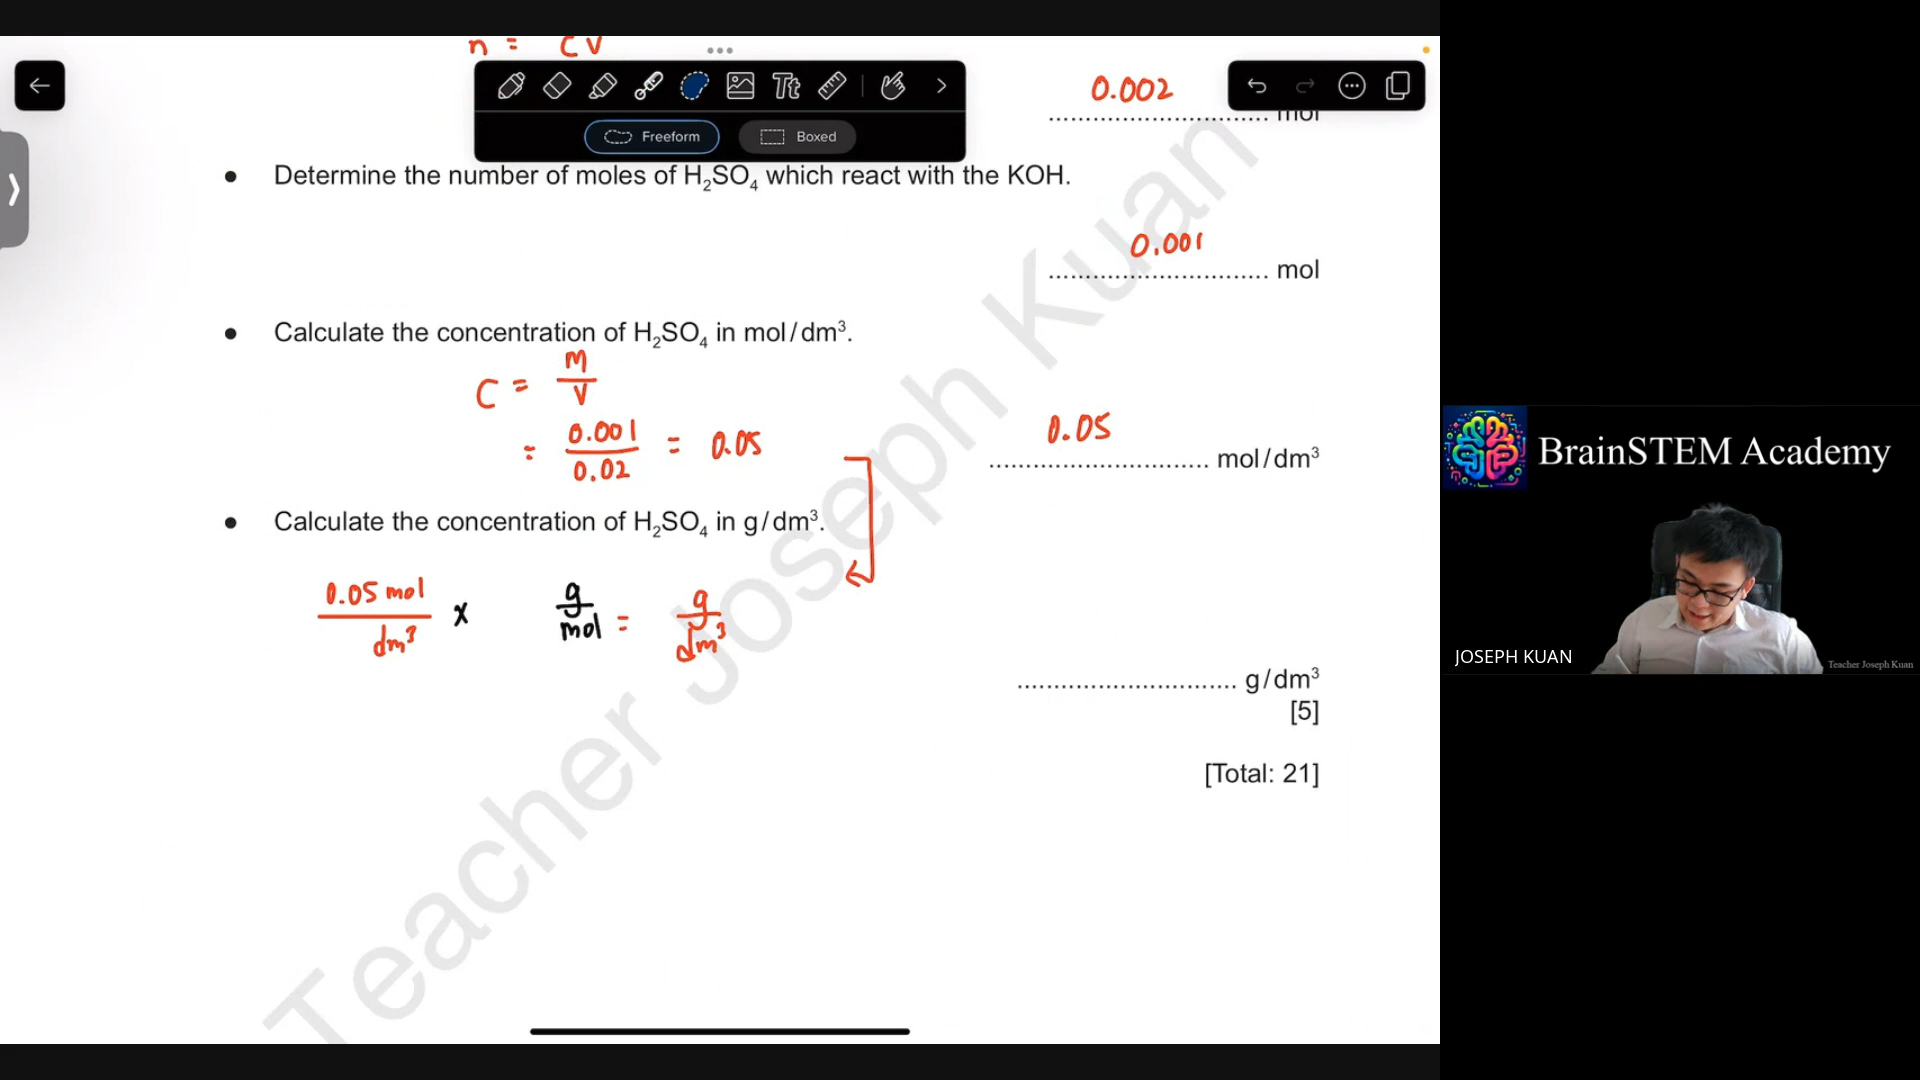 n = CV
Freeform
Boxed
0.002
mol
• Determine the number of moles of H₂SO₄ which react with the KOH.
0.001
.............................. mol
• Calculate the concentration of H₂SO₄ in mol/dm³.
C = M/V
= 0.001/0.02 = 0.05
0.05
.............................. mol/dm³
• Calculate the concentration of H₂SO₄ in g/dm³.
0.05 mol/dm³ x g/mol = g/dm³
.............................. g/dm³
[5]
[Total: 21]
Teacher Joseph Kuan
BrainSTEM Academy
JOSEPH KUAN
Teacher Joseph Kuan